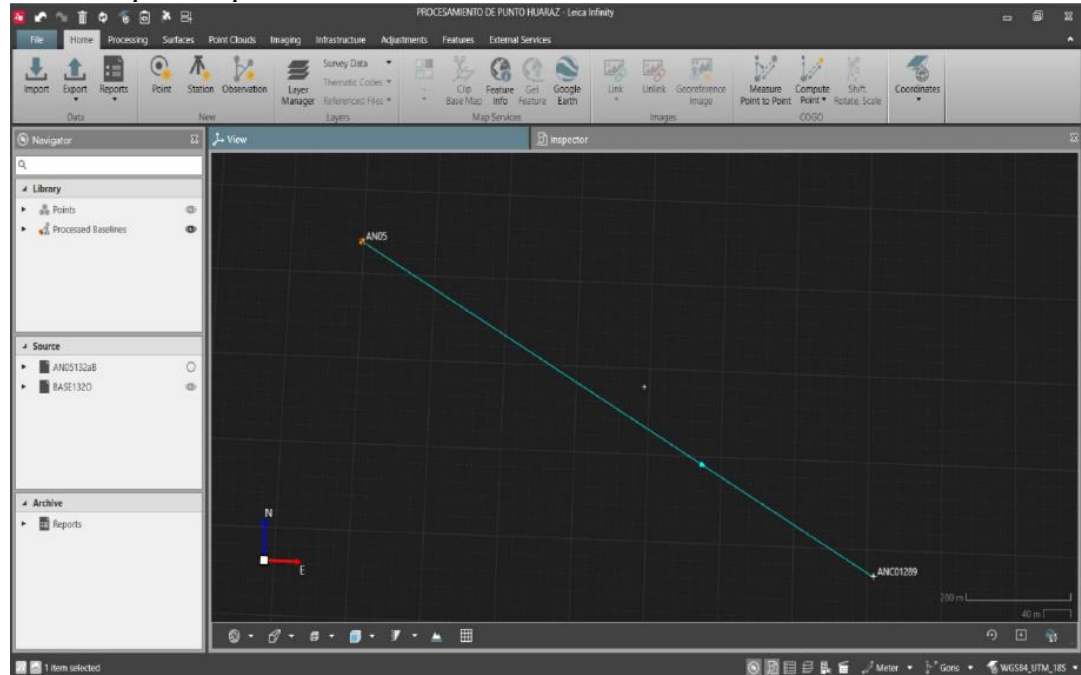 PROCESAMIENTO DE PUNTO HUARAZ - Leica Infinity
File Home Processing Surfaces Point Clouds Imaging Infrastructure Adjustments Features External Services
Import Export Reports Point Station Observation Layer Manager Survey Data Thematic Codes Referenced Files Clip Base Map Feature Info Get Feature Google Earth Link Unlink Georeference Image Measure Point to Point Compute Point Shift, Rotate, Scale Coordinates
Data New Layers Map Services Images COGO
Navigator View Inspector
Library
Points
Processed Baselines
AN05
Source
AN05132aB
BASE132O
Archive
Reports
N
E
ANC01289
200 m
40 m
1 item selected Meter Gons WGS84_UTM_18S